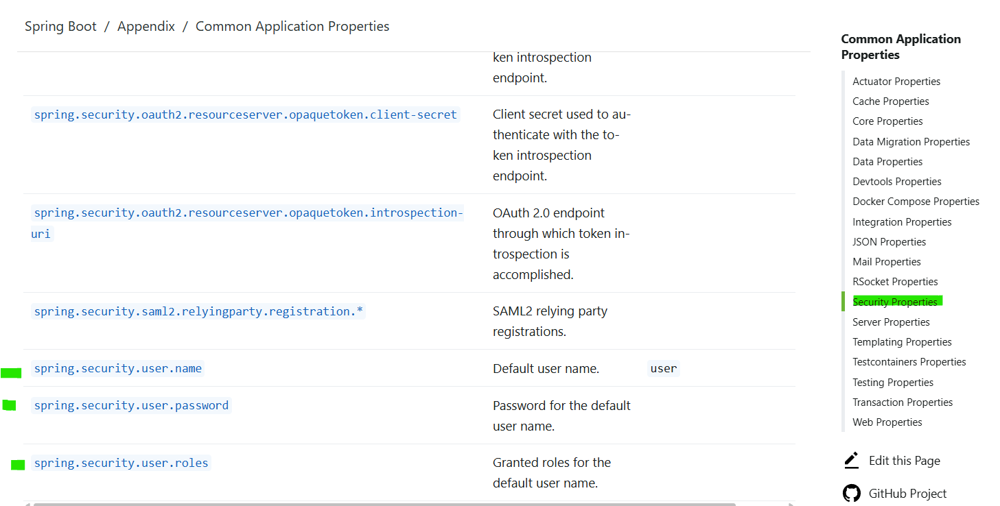 Spring Boot / Appendix / Common Application Properties
ken introspection
endpoint.
spring.security.oauth2.resourceserver.opaquetoken.client-secret
Client secret used to au-
thenticate with the to-
ken introspection
endpoint.
spring.security.oauth2.resourceserver.opaquetoken.introspection-
uri
OAuth 2.0 endpoint
through which token in-
trospection is
accomplished.
spring.security.saml2.relyingparty.registration.*
SAML2 relying party
registrations.
spring.security.user.name
Default user name.
user
spring.security.user.password
Password for the default
user name.
spring.security.user.roles
Granted roles for the
default user name.
Common Application
Properties
Actuator Properties
Cache Properties
Core Properties
Data Migration Properties
Data Properties
Devtools Properties
Docker Compose Properties
Integration Properties
JSON Properties
Mail Properties
RSocket Properties
Security Properties
Server Properties
Templating Properties
Testcontainers Properties
Testing Properties
Transaction Properties
Web Properties
Edit this Page
GitHub Project